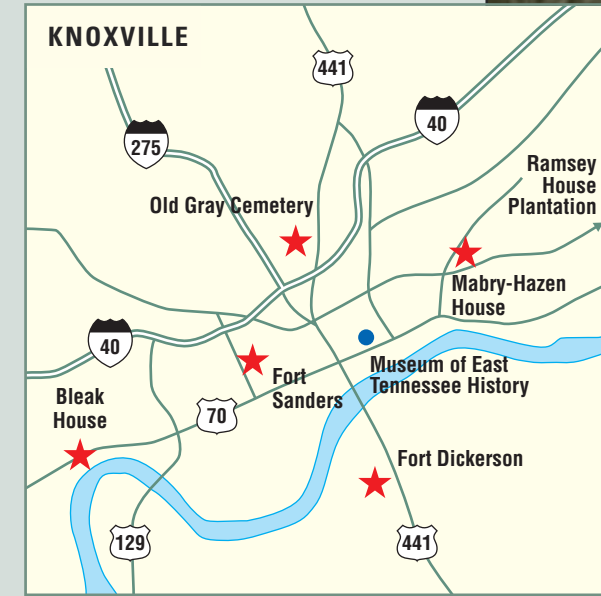 KNOXVILLE
441
40
275
Ramsey
House
Plantation
Old Gray Cemetery
Mabry-Hazen
House
40
Museum of East
Tennessee History
Fort
Sanders
Bleak
House
70
Fort Dickerson
129
441